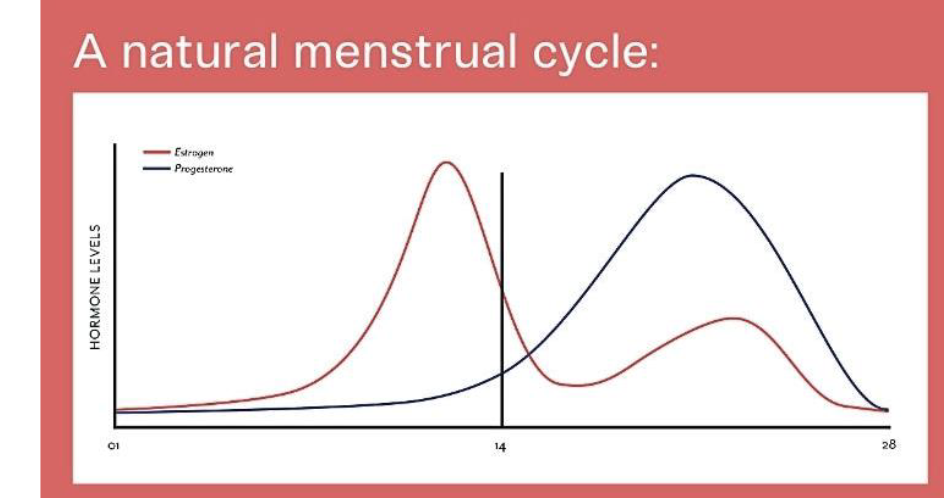 A natural menstrual cycle:
Estrogen
Progesterone
HORMONE LEVELS
01
14
28